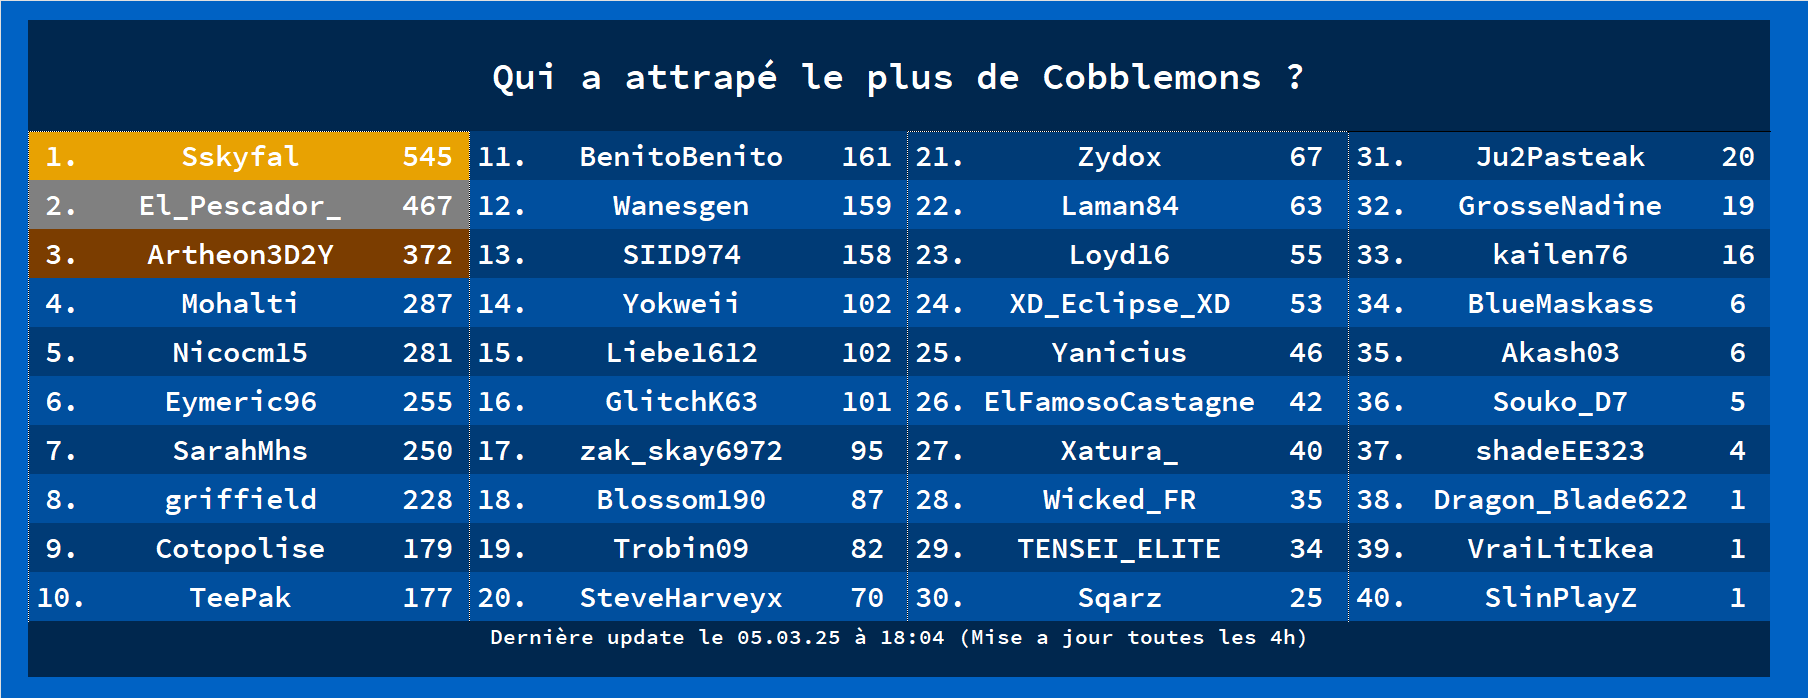 Qui a attrapé le plus de Cobblemons ?
1. Sskyfal 545
2. El_Pescador_ 467
3. Artheon3D2Y 372
4. Mohalti 287
5. Nicocm15 281
6. Eymeric96 255
7. SarahMhs 250
8. griffield 228
9. Cotopolise 179
10. TeePak 177
11. BenitoBenito 161
12. Wanesgen 159
13. SIID974 158
14. Yokweii 102
15. Liebe1612 102
16. GlitchK63 101
17. zak_skay6972 95
18. Blossom190 87
19. Trobin09 82
20. SteveHarveyx 70
21. Zydox 67
22. Laman84 63
23. Loyd16 55
24. XD_Eclipse_XD 53
25. Yanicius 46
26. ElFamosoCastagne 42
27. Xatura_ 40
28. Wicked_FR 35
29. TENSEI_ELITE 34
30. Sqarz 25
31. Ju2Pasteak 20
32. GrosseNadine 19
33. kailen76 16
34. BlueMaskass 6
35. Akash03 6
36. Souko_D7 5
37. shadeEE323 4
38. Dragon_Blade622 1
39. VraiLitIkea 1
40. SlinPlayZ 1
Dernière update le 05.03.25 à 18:04 (Mise a jour toutes les 4h)